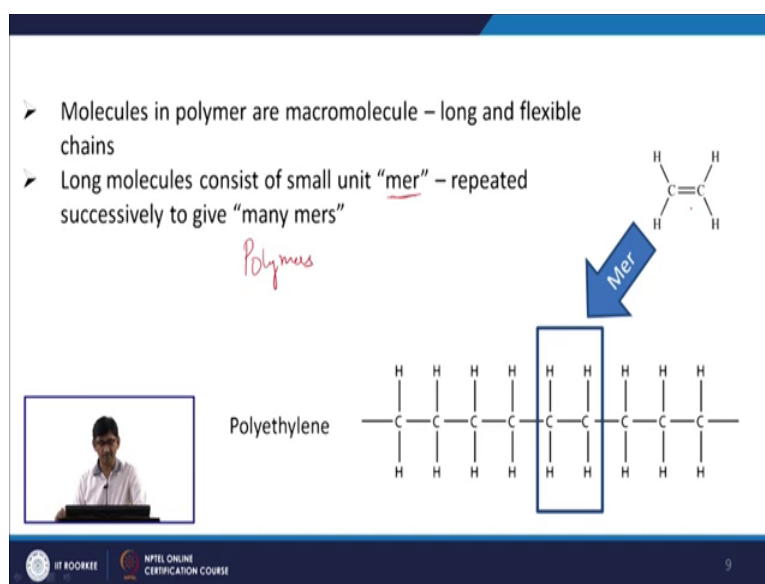 ➢ Molecules in polymer are macromolecule – long and flexible
chains
➢ Long molecules consist of small unit “mer” – repeated
successively to give “many mers”
Polymers
H H
C=C
H H
Mer
H H H H H H H H H
Polyethylene
C C C C C C C C C
H H H H H H H H H
IIT ROORKEE
NPTEL ONLINE
CERTIFICATION COURSE
9